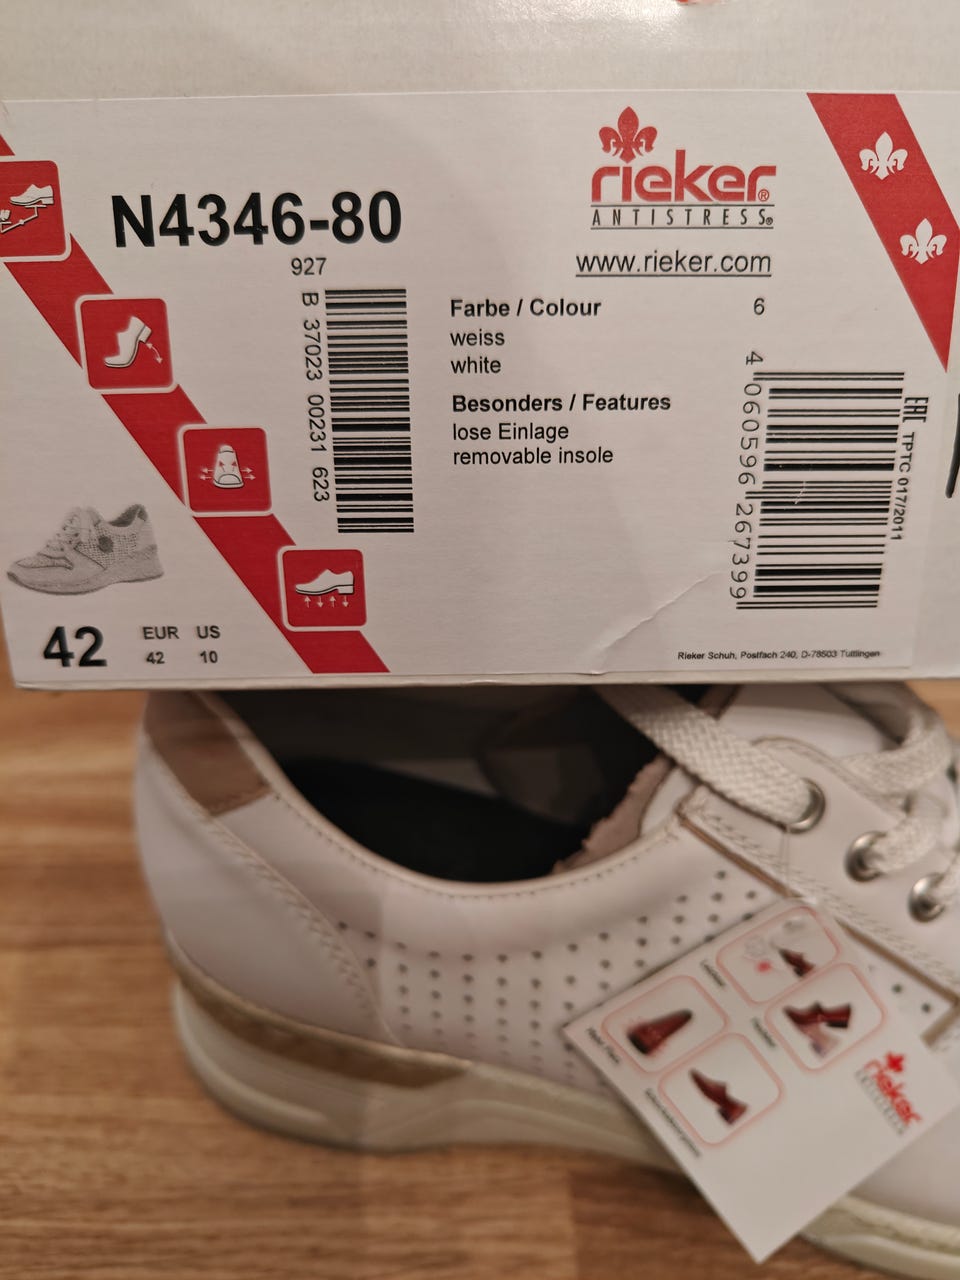 rieker®
ANTISTRESS®
www.rieker.com
N4346-80
927
B 37023 00231 623
Farbe / Colour
weiss
white
6
Besonders / Features
lose Einlage
removable insole
4 060596 267399
EAC TPTC 017/2011
42
EUR US
42 10
Rieker Schuh, Postfach 240, D-78503 Tuttlingen
rieker
ANTISTRESS